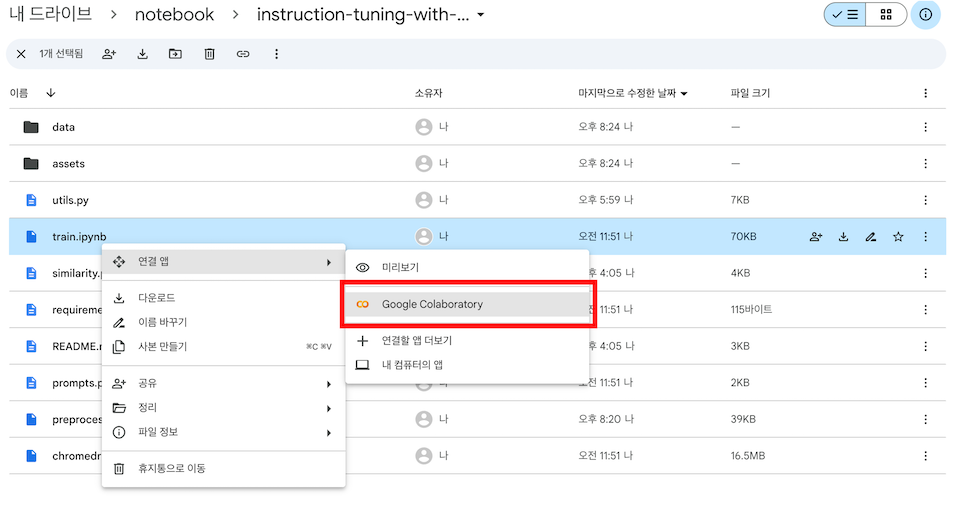 내 드라이브 > notebook > instruction-tuning-with-...
1개 선택됨
이름 소유자 마지막으로 수정한 날짜 파일 크기
data 나 오후 8:24 나 —
assets 나 오후 8:24 나 —
utils.py 나 오후 5:59 나 7KB
train.ipynb 나 오전 11:51 나 70KB
연결 앱 미리보기
similarity. 4:05 나 4KB
다운로드 Google Colaboratory
requireme 11:51 나 115바이트
이름 바꾸기
README. 연결할 앱 더보기 4:05 나 3KB
사본 만들기 ⌘C ⌘V
내 컴퓨터의 앱
prompts.p 11:51 나 2KB
공유
정리
preproces 나 오후 8:20 나 39KB
파일 정보
chromedr 나 오전 11:51 나 16.5MB
휴지통으로 이동